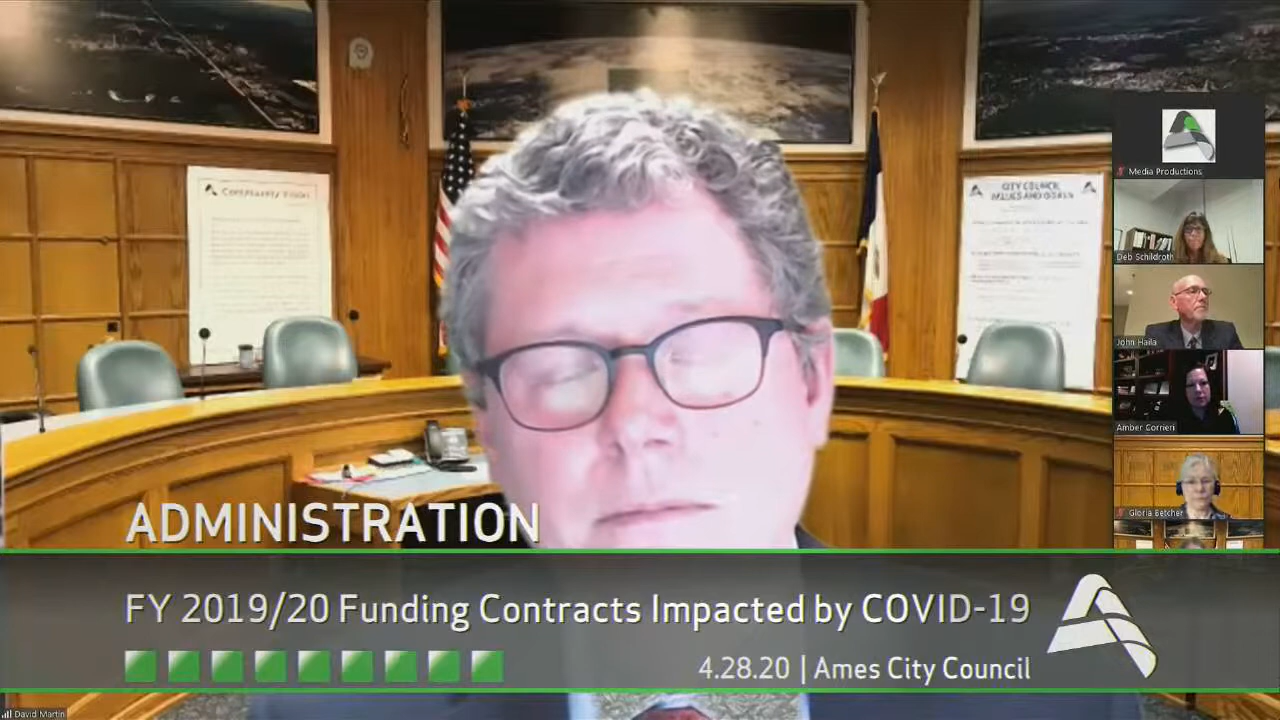 Community Vision
CITY COUNCIL
VALUES AND GOALS
Media Productions
Deb Schildroth
John Haila
Amber Corrieri
Gloria Betcher
ADMINISTRATION
FY 2019/20 Funding Contracts Impacted by COVID-19
4.28.20 | Ames City Council
David Martin